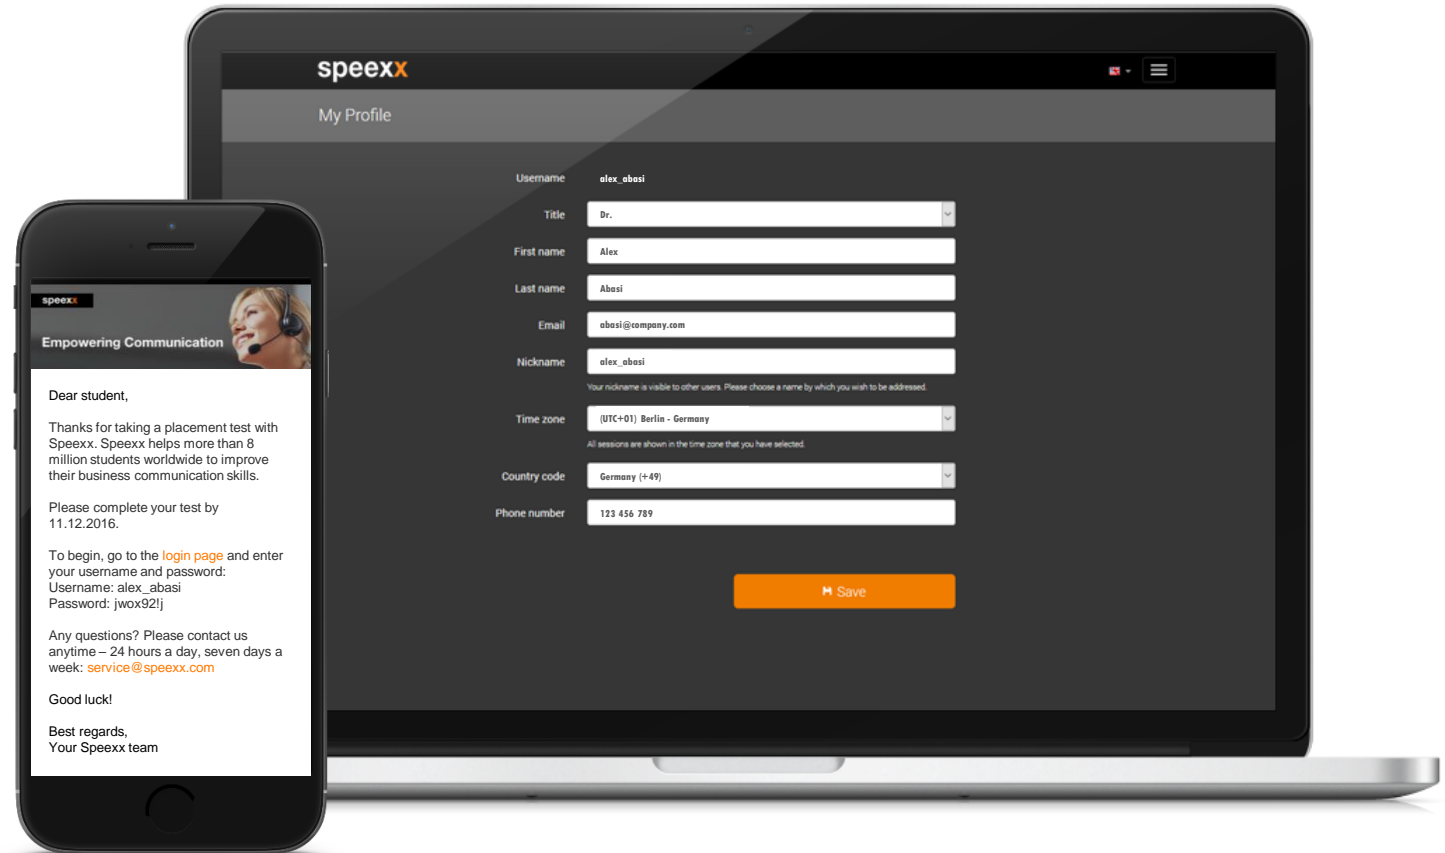 speexx
My Profile
Username alex_abasi
Title Dr.
First name Alex
Last name Abasi
Email abasi@company.com
Nickname alex_abasi
Your nickname is visible to other users. Please choose a name by which you wish to be addressed.
Time zone (UTC+01) Berlin - Germany
All sessions are shown in the time zone that you have selected.
Country code Germany (+49)
Phone number 123 456 789
Save
speexx
Empowering Communication
Dear student,
Thanks for taking a placement test with
Speexx. Speexx helps more than 8
million students worldwide to improve
their business communication skills.
Please complete your test by
11.12.2016.
To begin, go to the login page and enter
your username and password:
Username: alex_abasi
Password: jwox92!j
Any questions? Please contact us
anytime – 24 hours a day, seven days a
week: service@speexx.com
Good luck!
Best regards,
Your Speexx team